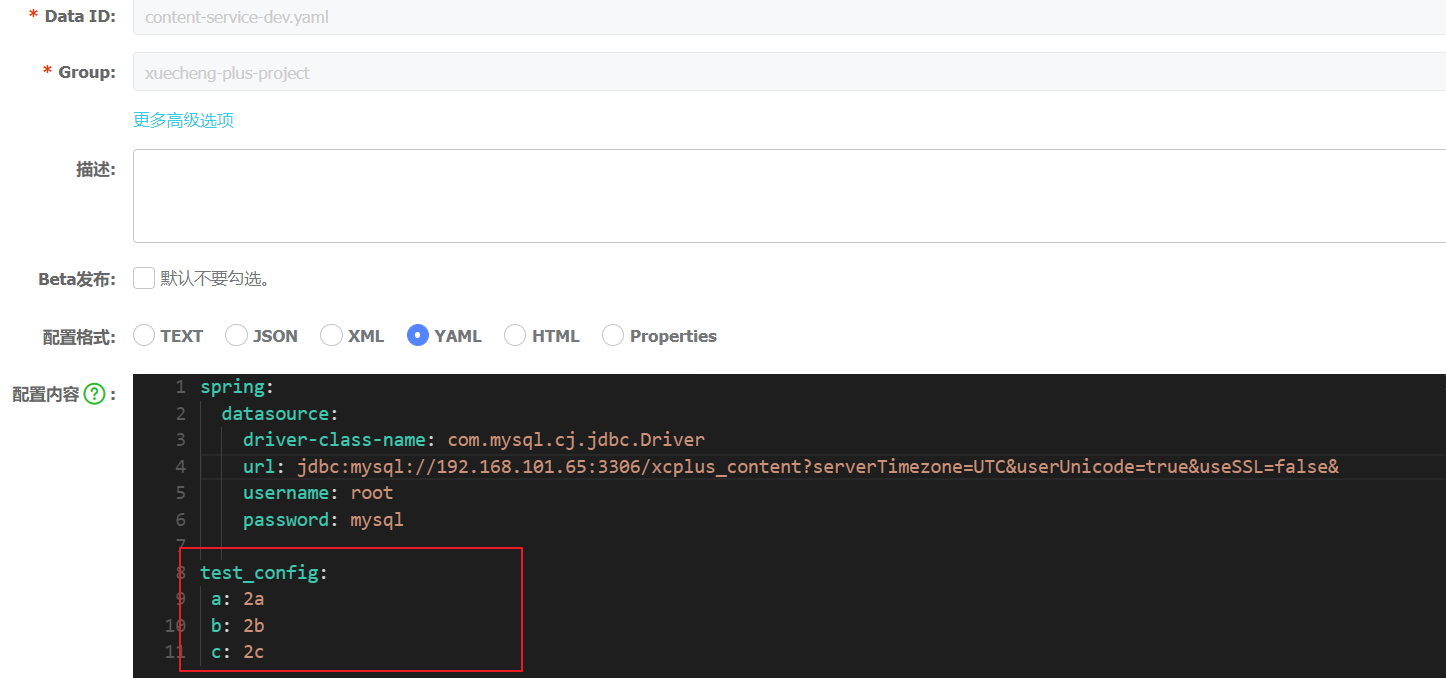 * Data ID: content-service-dev.yaml
* Group: xuecheng-plus-project
更多高级选项
描述:
Beta发布: 默认不要勾选。
配置格式: TEXT JSON XML YAML HTML Properties
配置内容 ? :
1 spring:
2 datasource:
3 driver-class-name: com.mysql.cj.jdbc.Driver
4 url: jdbc:mysql://192.168.101.65:3306/xcplus_content?serverTimezone=UTC&userUnicode=true&useSSL=false&
5 username: root
6 password: mysql
7
8 test_config:
9 a: 2a
10 b: 2b
11 c: 2c